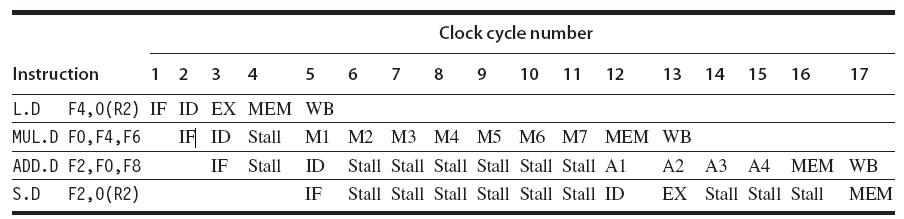 Clock cycle number
Instruction 1 2 3 4 5 6 7 8 9 10 11 12 13 14 15 16 17
L.D F4,0(R2) IF ID EX MEM WB
MUL.D F0,F4,F6 IF ID Stall M1 M2 M3 M4 M5 M6 M7 MEM WB
ADD.D F2,F0,F8 IF Stall ID Stall Stall Stall Stall Stall Stall A1 A2 A3 A4 MEM WB
S.D F2,0(R2) IF Stall Stall Stall Stall Stall Stall ID EX Stall Stall Stall MEM